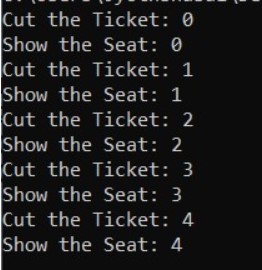 Cut the Ticket: 0
Show the Seat: 0
Cut the Ticket: 1
Show the Seat: 1
Cut the Ticket: 2
Show the Seat: 2
Cut the Ticket: 3
Show the Seat: 3
Cut the Ticket: 4
Show the Seat: 4